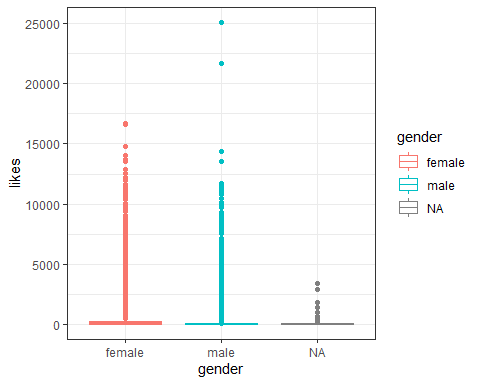 25000
20000
15000
10000
5000
0
likes
female
male
NA
gender
gender
female
male
NA